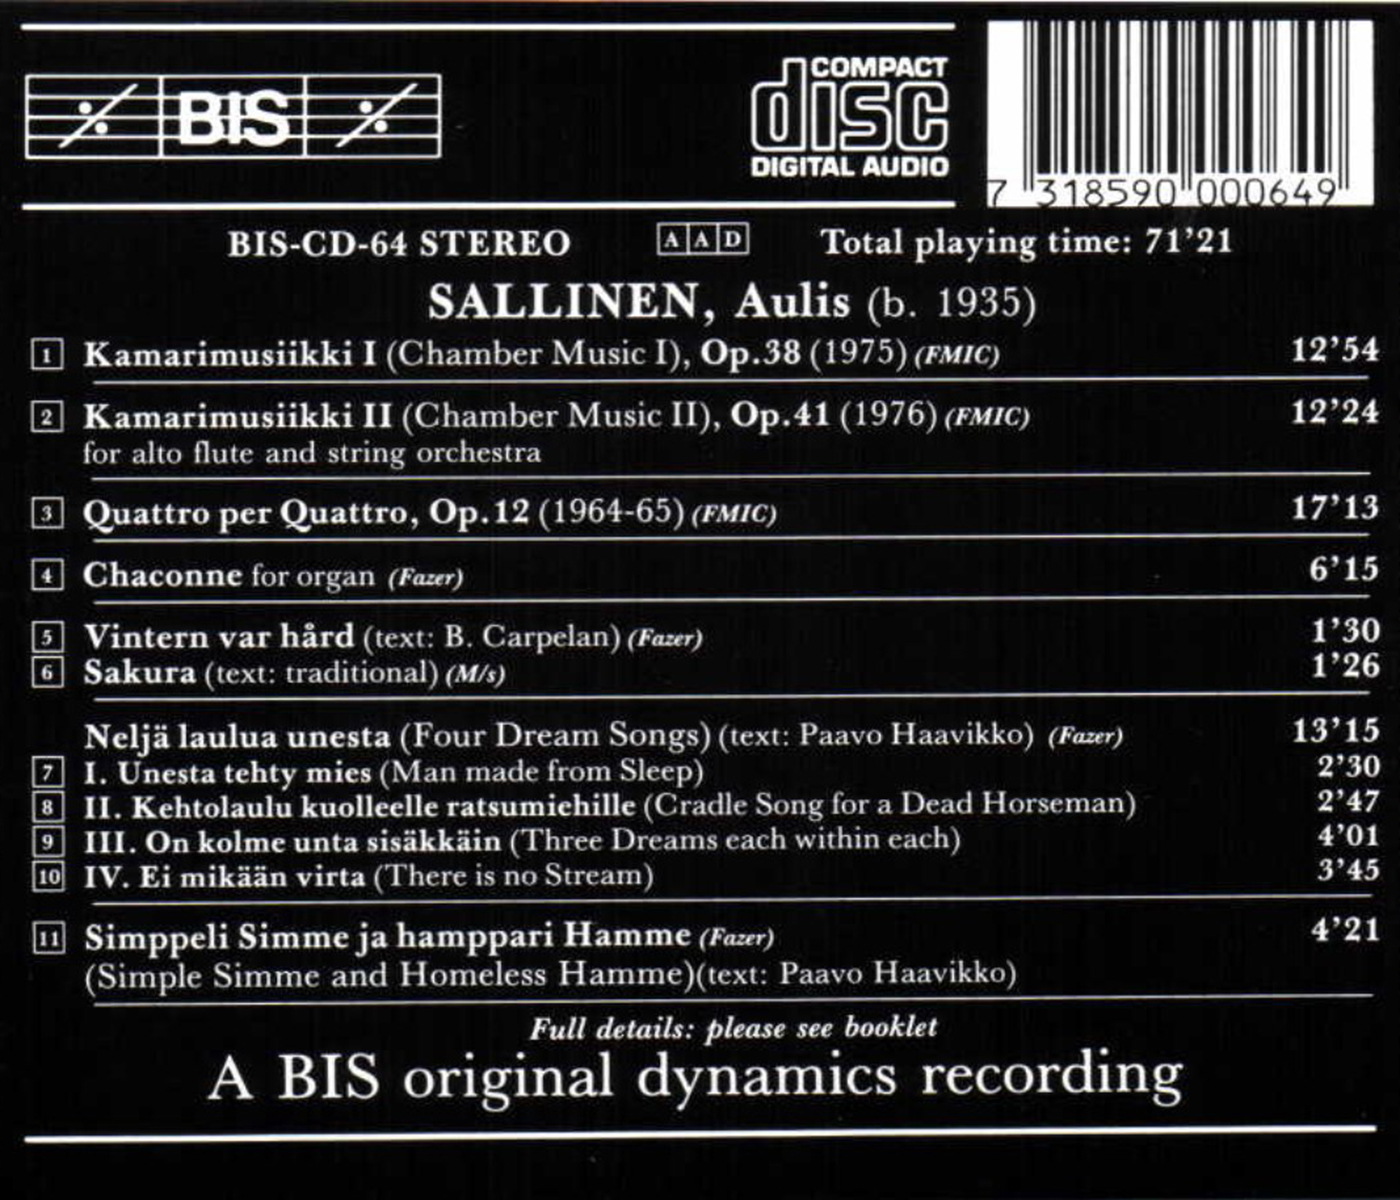 BIS
COMPACT
disc
DIGITAL AUDIO
7 318590 000649
BIS-CD-64 STEREO A A D Total playing time: 71'21
SALLINEN, Aulis (b. 1935)
1 Kamarimusiikki I (Chamber Music I), Op.38 (1975) (FMIC) 12'54
2 Kamarimusiikki II (Chamber Music II), Op.41 (1976) (FMIC) 12'24
for alto flute and string orchestra
3 Quattro per Quattro, Op.12 (1964-65) (FMIC) 17'13
4 Chaconne for organ (Fazer) 6'15
5 Vintern var hård (text: B. Carpelan) (Fazer) 1'30
6 Sakura (text: traditional) (M/s) 1'26
Neljä laulua unesta (Four Dream Songs) (text: Paavo Haavikko) (Fazer) 13'15
7 I. Unesta tehty mies (Man made from Sleep) 2'30
8 II. Kehtolaulu kuolleelle ratsumiehille (Cradle Song for a Dead Horseman) 2'47
9 III. On kolme unta sisäkkäin (Three Dreams each within each) 4'01
10 IV. Ei mikään virta (There is no Stream) 3'45
11 Simppeli Simme ja hamppari Hamme (Fazer) 4'21
(Simple Simme and Homeless Hamme)(text: Paavo Haavikko)
Full details: please see booklet
A BIS original dynamics recording